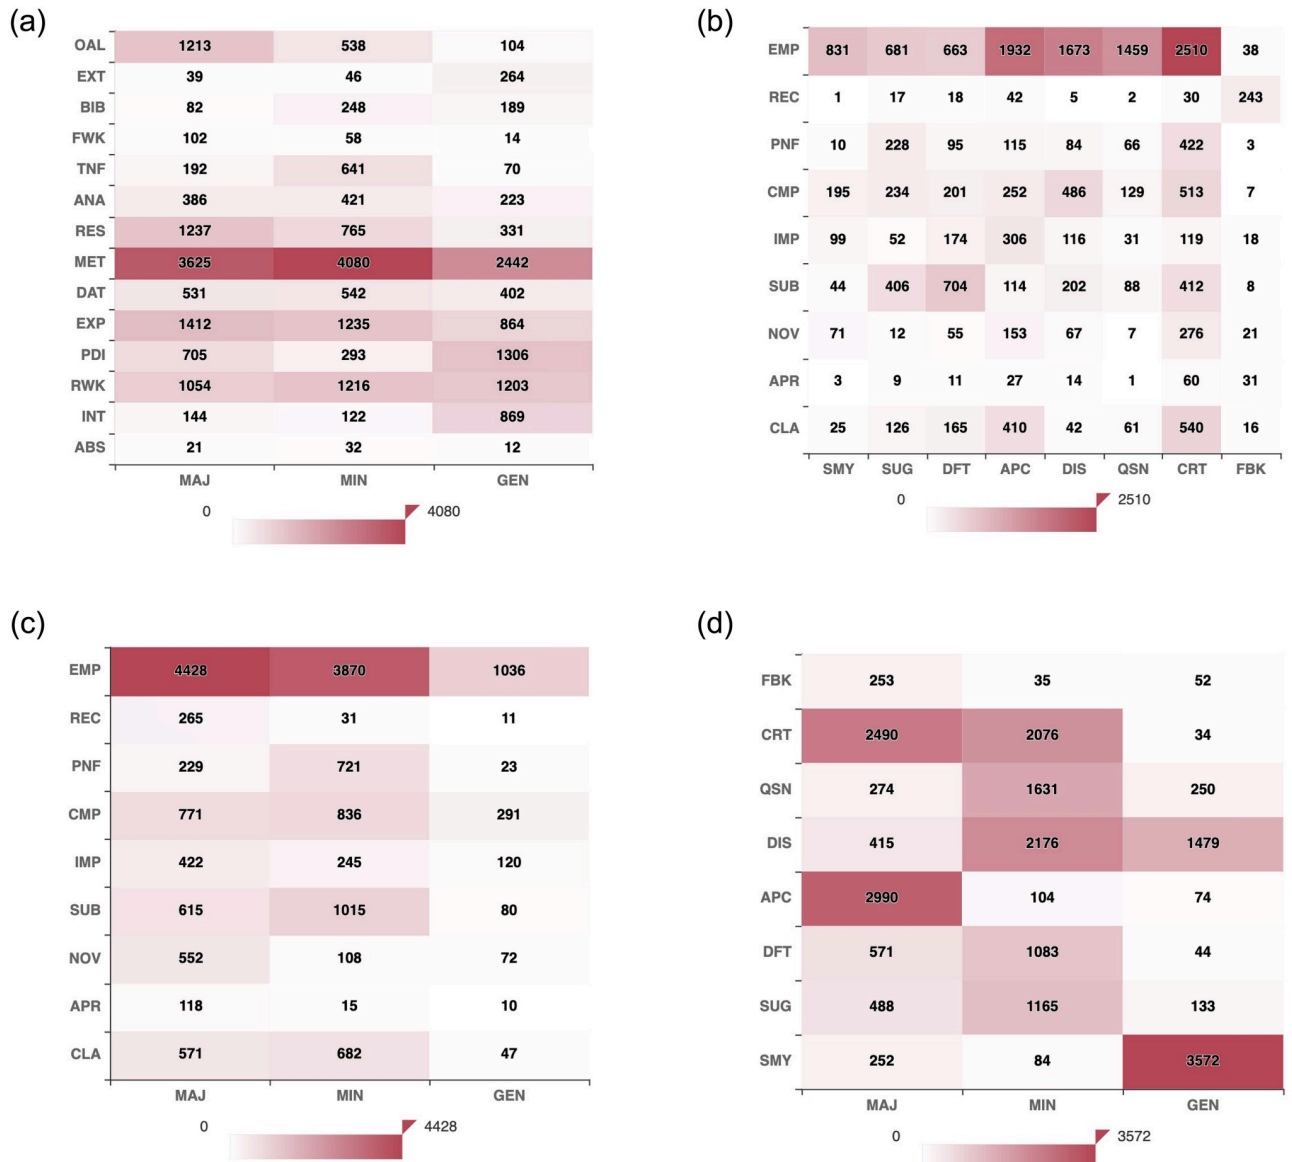 (a)
OAL 1213 538 104
EXT 39 46 264
BIB 82 248 189
FWK 102 58 14
TNF 192 641 70
ANA 386 421 223
RES 1237 765 331
MET 3625 4080 2442
DAT 531 542 402
EXP 1412 1235 864
PDI 705 293 1306
RWK 1054 1216 1203
INT 144 122 869
ABS 21 32 12
MAJ MIN GEN
0 4080
(b)
EMP 831 681 663 1932 1673 1459 2510 38
REC 1 17 18 42 5 2 30 243
PNF 10 228 95 115 84 66 422 3
CMP 195 234 201 252 486 129 513 7
IMP 99 52 174 306 116 31 119 18
SUB 44 406 704 114 202 88 412 8
NOV 71 12 55 153 67 7 276 21
APR 3 9 11 27 14 1 60 31
CLA 25 126 165 410 42 61 540 16
SMY SUG DFT APC DIS QSN CRT FBK
0 2510
(c)
EMP 4428 3870 1036
REC 265 31 11
PNF 229 721 23
CMP 771 836 291
IMP 422 245 120
SUB 615 1015 80
NOV 552 108 72
APR 118 15 10
CLA 571 682 47
MAJ MIN GEN
0 4428
(d)
FBK 253 35 52
CRT 2490 2076 34
QSN 274 1631 250
DIS 415 2176 1479
APC 2990 104 74
DFT 571 1083 44
SUG 488 1165 133
SMY 252 84 3572
MAJ MIN GEN
0 3572